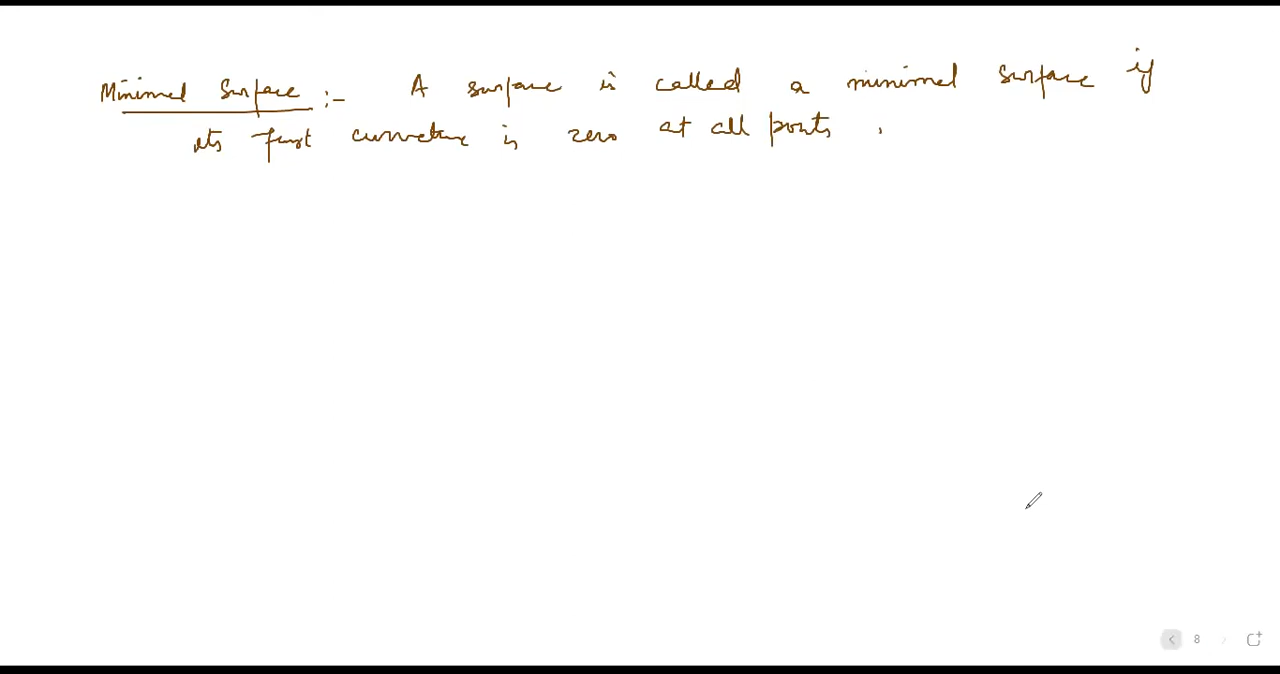 Minimal Surface :- A surface is called a minimal surface if
its first curvature is zero at all points .
8